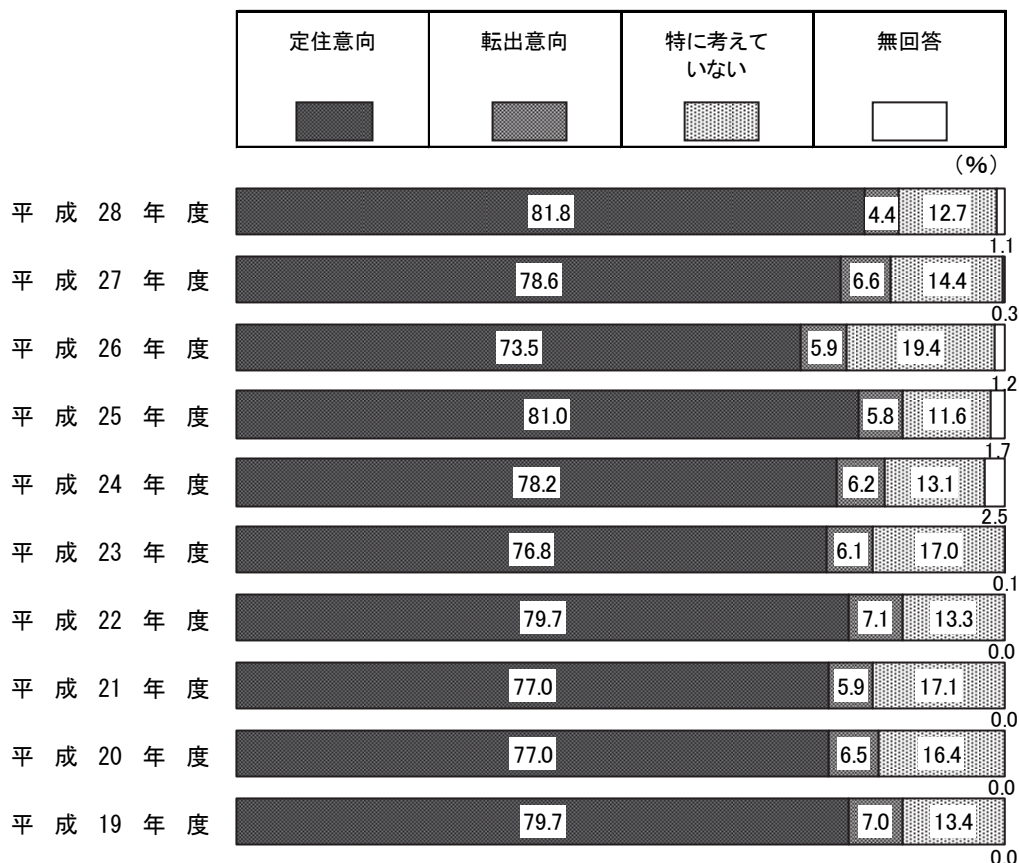 定住意向 転出意向 特に考えて 無回答
いない
（%）
平成28年度 81.8 4.4 12.7
1.1
平成27年度 78.6 6.6 14.4
0.3
平成26年度 73.5 5.9 19.4
1.2
平成25年度 81.0 5.8 11.6
1.7
平成24年度 78.2 6.2 13.1
2.5
平成23年度 76.8 6.1 17.0
0.1
平成22年度 79.7 7.1 13.3
0.0
平成21年度 77.0 5.9 17.1
0.0
平成20年度 77.0 6.5 16.4
0.0
平成19年度 79.7 7.0 13.4
0.0